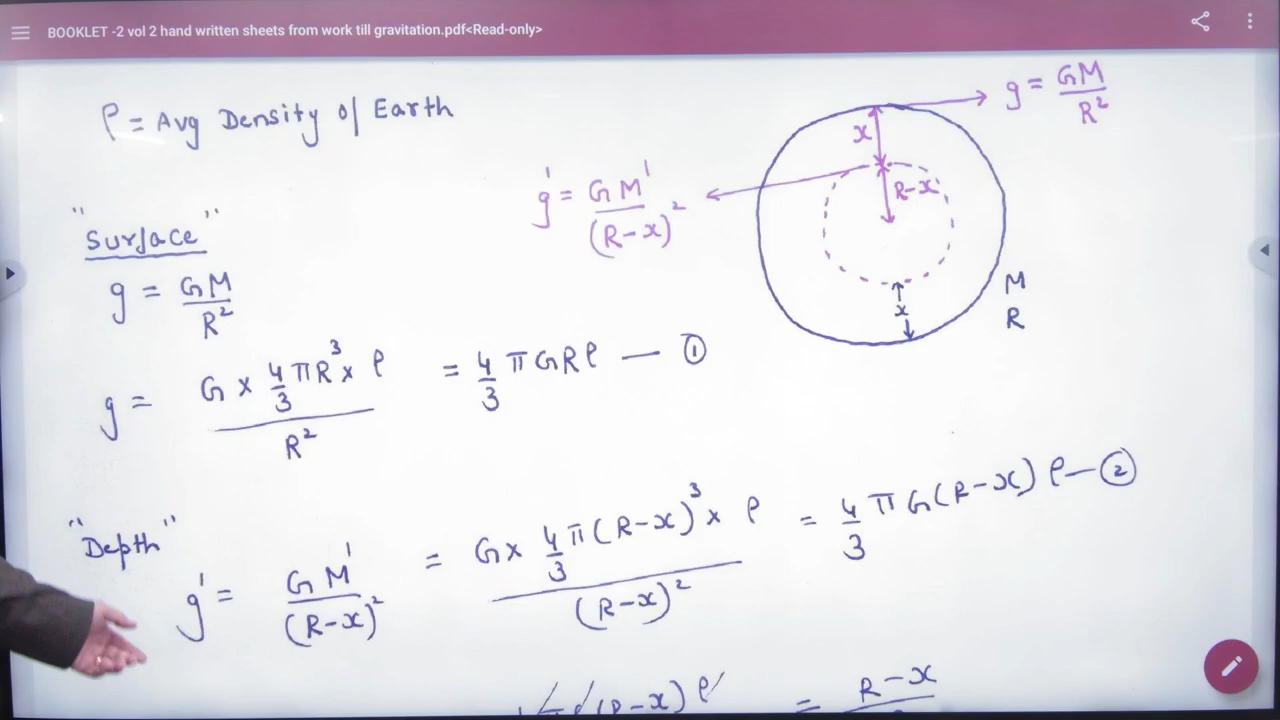 BOOKLET -2 vol 2 hand written sheets from work till gravitation.pdf<Read-only>
ρ = Avg Density of Earth
g = GM/R²
x
R-x
g' = GM'/(R-x)²
x
M
R
"Surface"
g = GM/R²
g = G × 4/3 πR³ × ρ / R² = 4/3 πGRρ — ①
"Depth"
g' = GM'/(R-x)² = G × 4/3 π(R-x)³ × ρ / (R-x)² = 4/3 πG(R-x)ρ — ②
(R-x) ρ = R-x